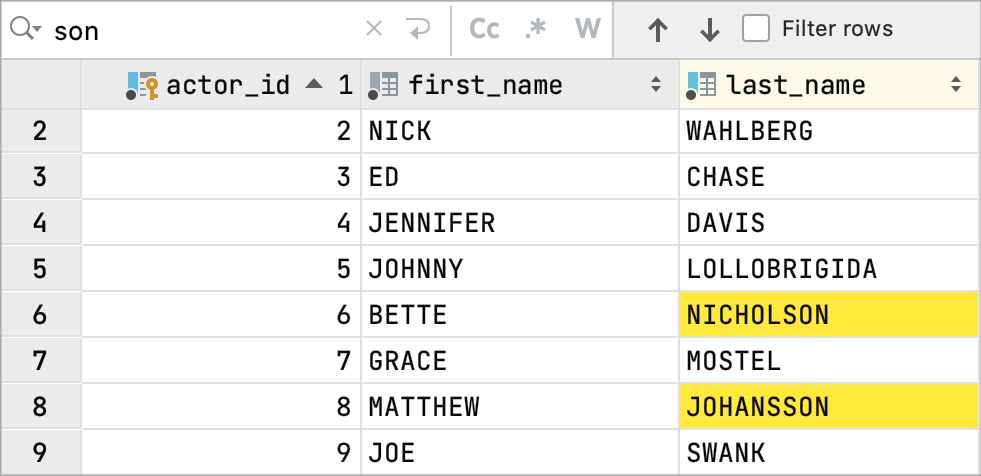 son Cc .* W Filter rows
actor_id 1 first_name last_name
2 2 NICK WAHLBERG
3 3 ED CHASE
4 4 JENNIFER DAVIS
5 5 JOHNNY LOLLOBRIGIDA
6 6 BETTE NICHOLSON
7 7 GRACE MOSTEL
8 8 MATTHEW JOHANSSON
9 9 JOE SWANK